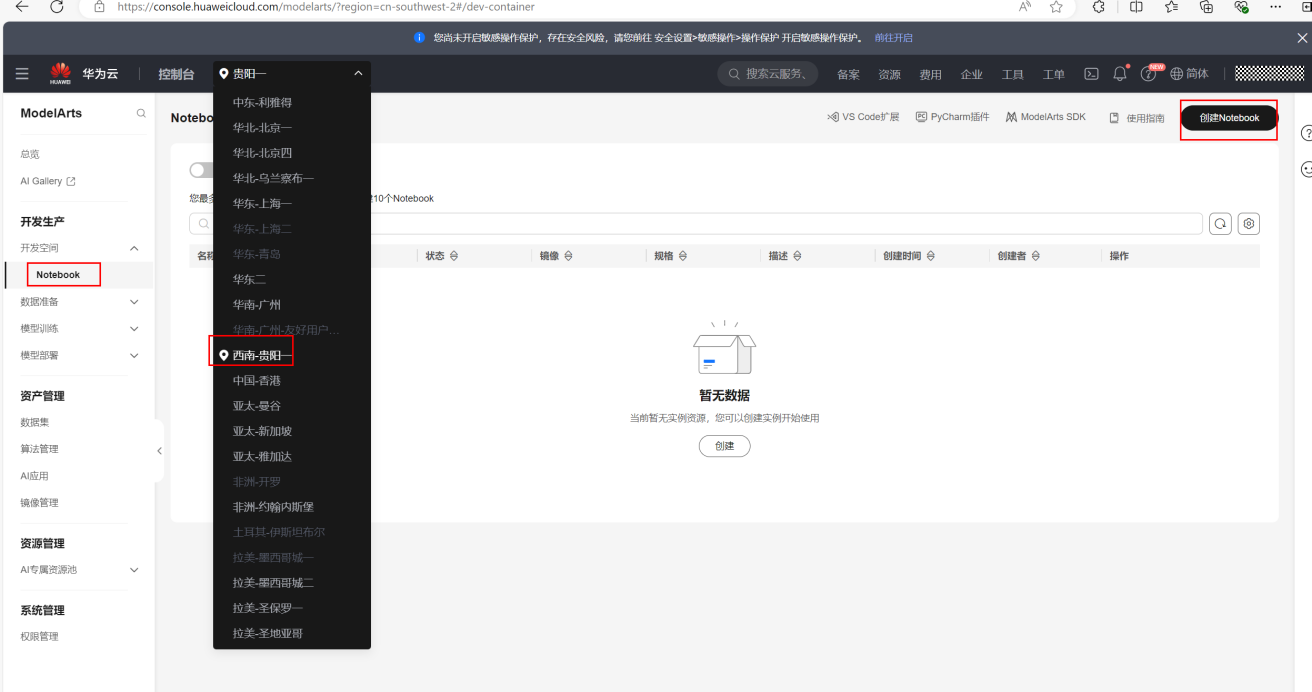 https://console.huaweicloud.com/modelarts/?region=cn-southwest-2#/dev-container
您尚未开启敏感操作保护，存在安全风险，请您前往 安全设置>敏感操作>操作保护 开启敏感操作保护。 前往开启
HUAWEI 华为云 控制台 贵阳一 搜索云服务、 备案 资源 费用 企业 工具 工单 NEW 简体
ModelArts
总览
AI Gallery
开发生产
开发空间
Notebook
数据准备
模型训练
模型部署
资产管理
数据集
算法管理
AI应用
镜像管理
资源管理
AI专属资源池
系统管理
权限管理
中东-利雅得
华北-北京一
华北-北京四
华北-乌兰察布一
华东-上海一
华东-上海二
华东-青岛
华东二
华南-广州
华南-广州-友好用户...
西南-贵阳一
中国-香港
亚太-曼谷
亚太-新加坡
亚太-雅加达
非洲-开罗
非洲-约翰内斯堡
土耳其-伊斯坦布尔
拉美-墨西哥城一
拉美-墨西哥城二
拉美-圣保罗一
拉美-圣地亚哥
Notebo VS Code扩展 PyCharm插件 ModelArts SDK 使用指南 创建Notebook
您最多 10个Notebook
名称 状态 镜像 规格 描述 创建时间 创建者 操作
暂无数据
当前暂无实例资源，您可以创建实例开始使用
创建